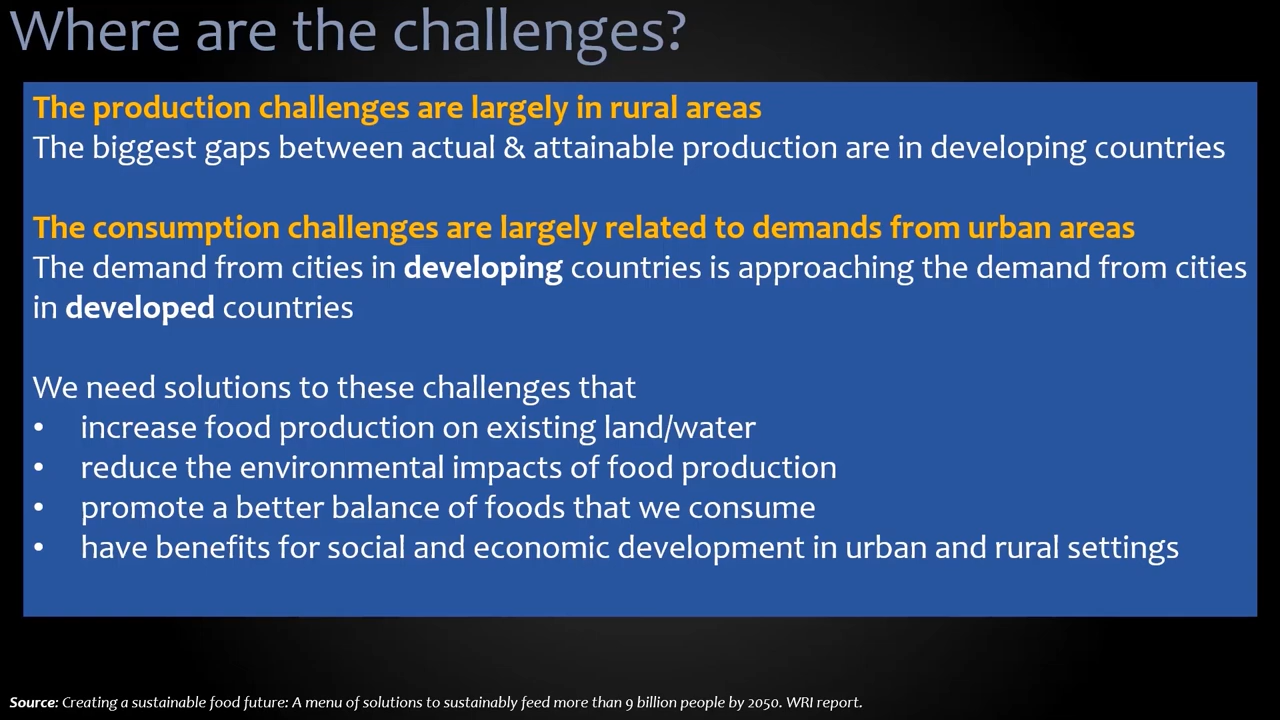 Where are the challenges?
The production challenges are largely in rural areas
The biggest gaps between actual & attainable production are in developing countries
The consumption challenges are largely related to demands from urban areas
The demand from cities in developing countries is approaching the demand from cities
in developed countries
We need solutions to these challenges that
• increase food production on existing land/water
• reduce the environmental impacts of food production
• promote a better balance of foods that we consume
• have benefits for social and economic development in urban and rural settings
Source: Creating a sustainable food future: A menu of solutions to sustainably feed more than 9 billion people by 2050. WRI report.